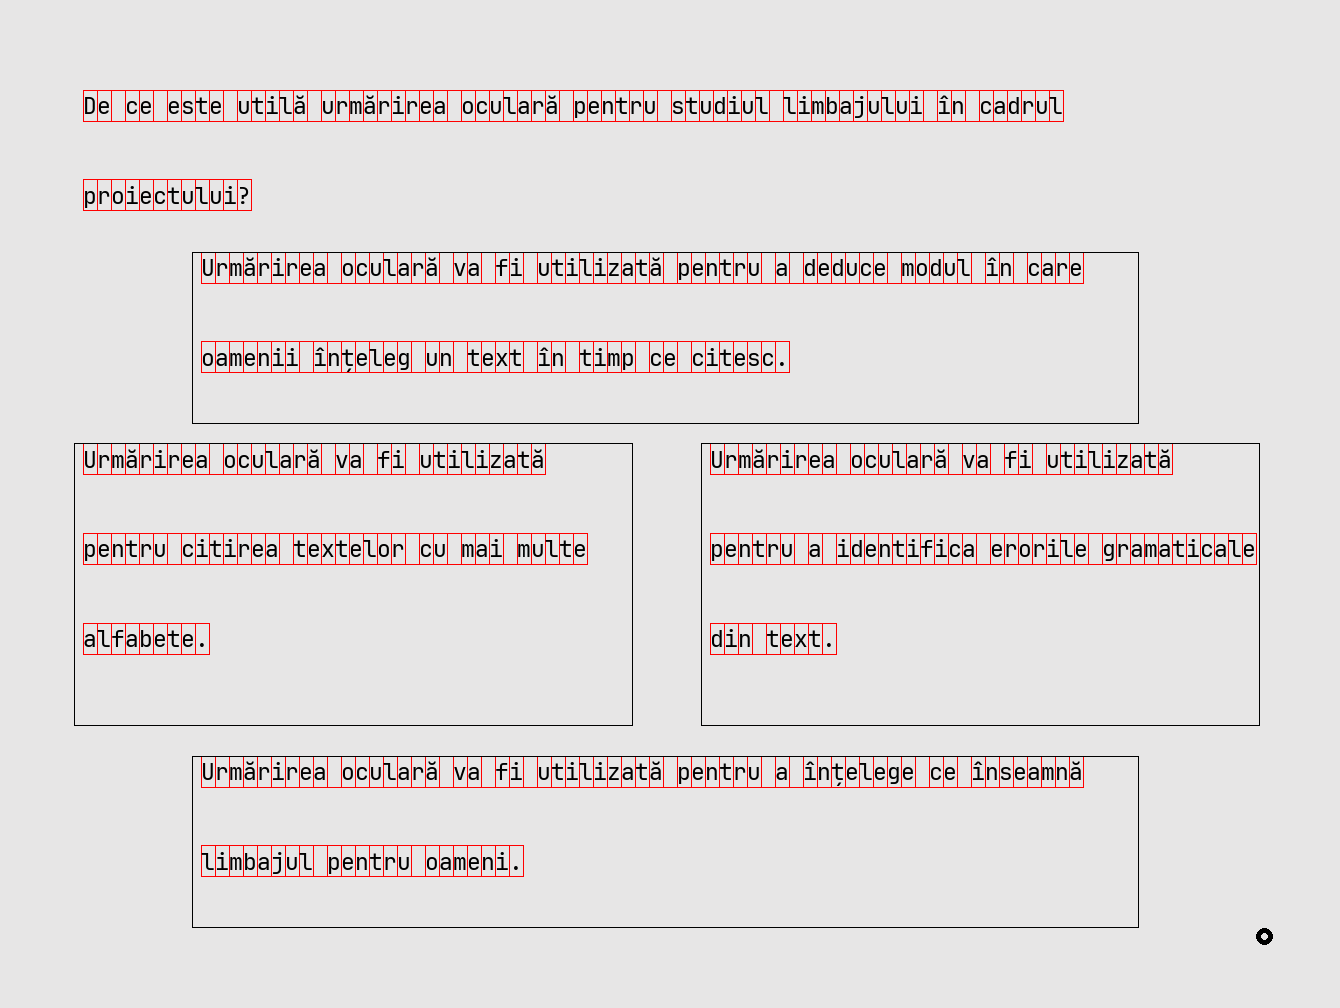 De ce este utilă urmărirea oculară pentru studiul limbajului în cadrul
proiectului?
Urmărirea oculară va fi utilizată pentru a deduce modul în care
oamenii înțeleg un text în timp ce citesc.
Urmărirea oculară va fi utilizată
pentru citirea textelor cu mai multe
alfabete.
Urmărirea oculară va fi utilizată
pentru a identifica erorile gramaticale
din text.
Urmărirea oculară va fi utilizată pentru a înțelege ce înseamnă
limbajul pentru oameni.